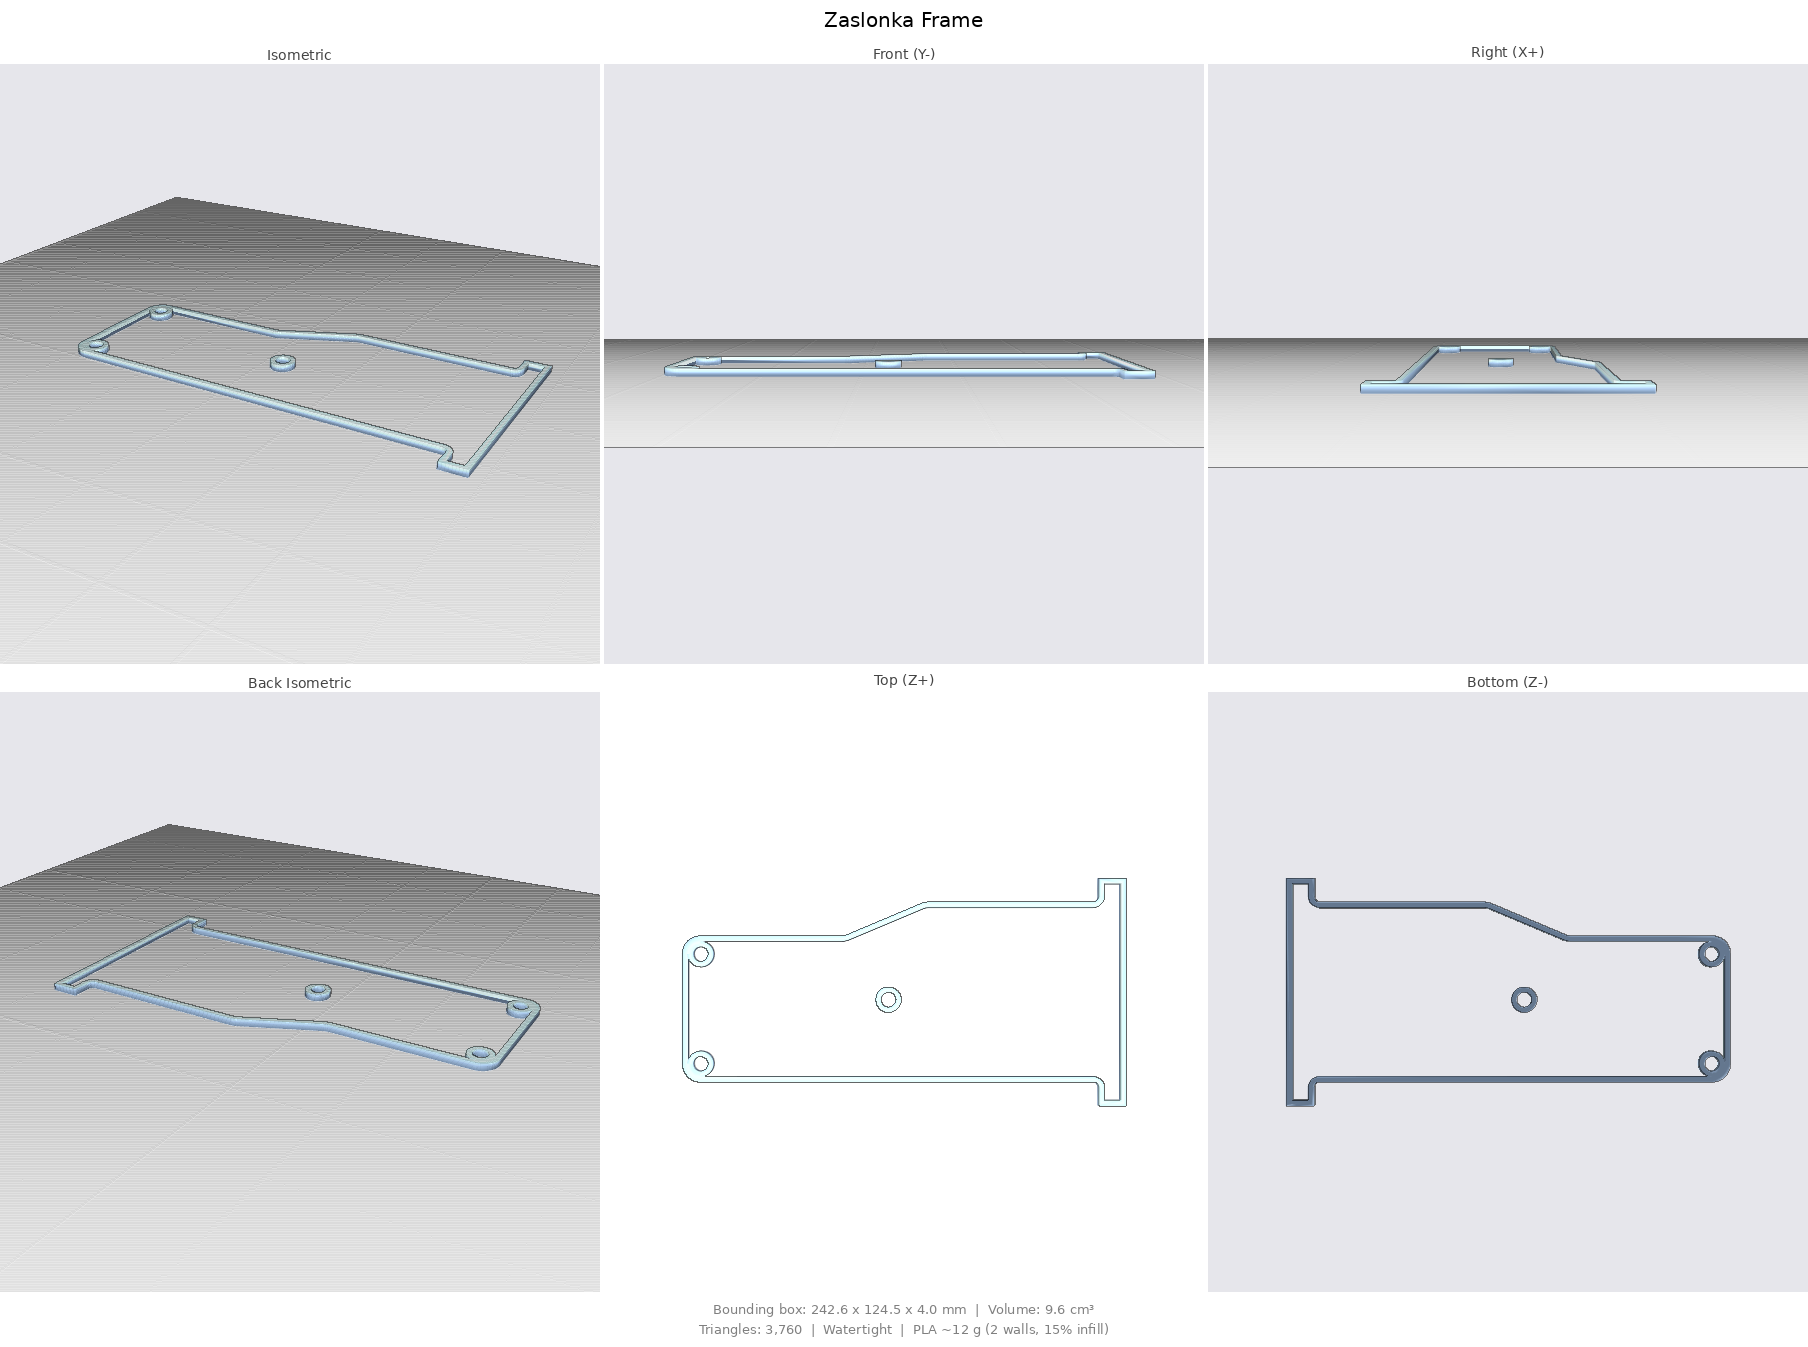 Zaslonka Frame
Isometric
Front (Y-)
Right (X+)
Back Isometric
Top (Z+)
Bottom (Z-)
Bounding box: 242.6 x 124.5 x 4.0 mm | Volume: 9.6 cm³
Triangles: 3,760 | Watertight | PLA ~12 g (2 walls, 15% infill)